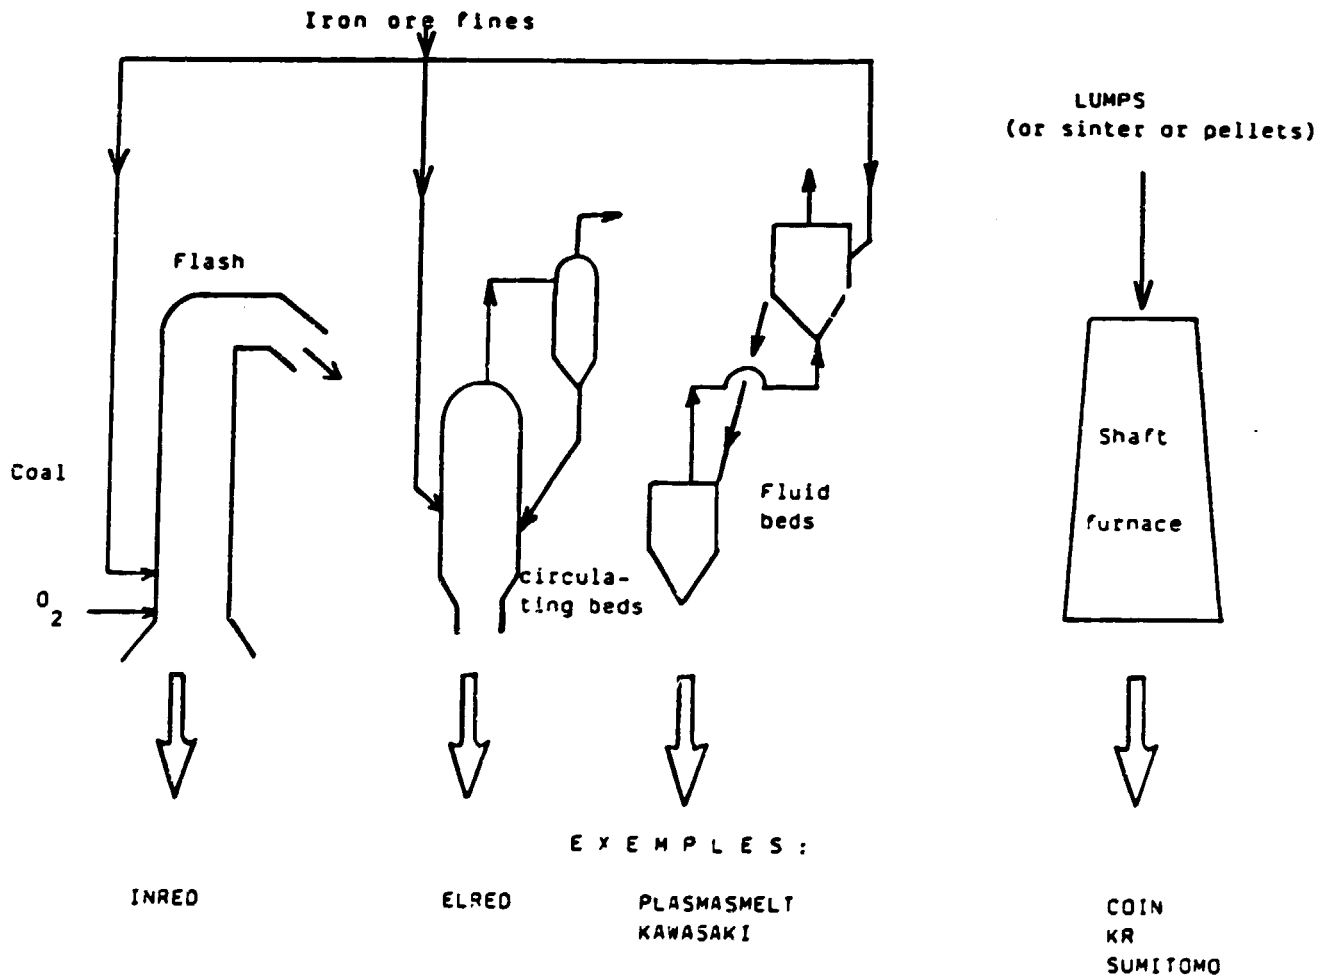 Iron ore fines
LUMPS
(or sinter or pellets)
Flash
Coal
O2
Fluid
beds
circula-
ting beds
Shaft
furnace
EXEMPLES:
INRED
ELRED
PLASMASMELT
KAWASAKI
COIN
KR
SUMITOMO